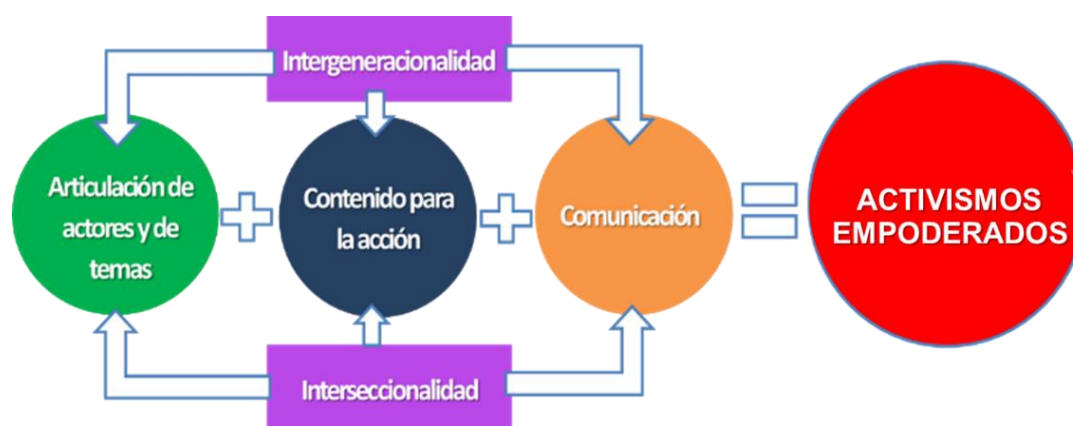 Intergeneracionalidad
Articulación de
actores y de
temas
Contenido para
la acción
Comunicación
ACTIVISMOS
EMPODERADOS
Interseccionalidad